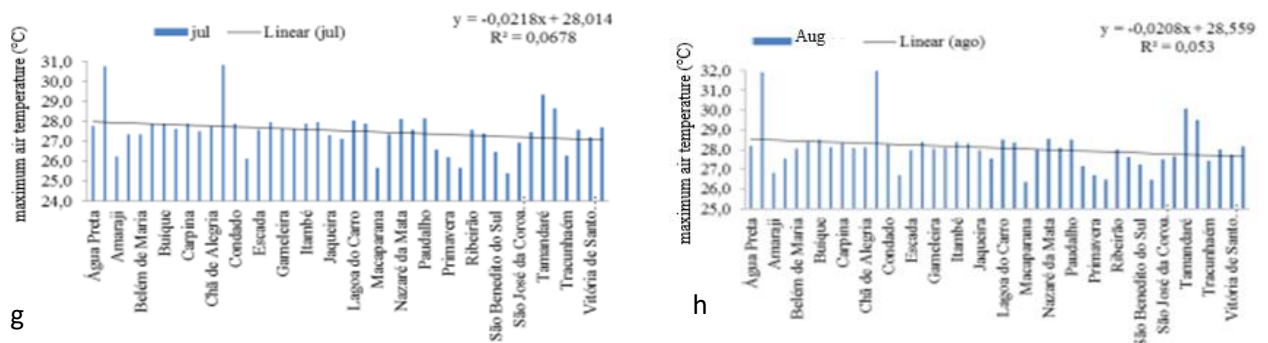 y = -0,0218x + 28,014
R² = 0,0678
jul
Linear (jul)
maximum air temperature (°C)
31,0
30,0
29,0
28,0
27,0
26,0
25,0
24,0
Água Preta
Amaraji
Belém de Maria
Buique
Carpina
Chã de Alegria
Condado
Escada
Gameleira
Itambé
Jaqueira
Lagoa do Carro
Macaparana
Nazaré da Mata
Paudalho
Primavera
Ribeirão
São Benedito do Sul
São José da Coroa...
Tamandaré
Tracunhaém
Vitória de Santo...
g
y = -0,0208x + 28,559
R² = 0,053
Aug
Linear (ago)
maximum air temperature (°C)
32,0
31,0
30,0
29,0
28,0
27,0
26,0
25,0
Água Preta
Amaraji
Belém de Maria
Buique
Carpina
Chã de Alegria
Condado
Escada
Gameleira
Itambé
Jaqueira
Lagoa do Carro
Macaparana
Nazaré da Mata
Paudalho
Primavera
Ribeirão
São Benedito do Sul
São José da Coroa...
Tamandaré
Tracunhaém
Vitória de Santo...
h